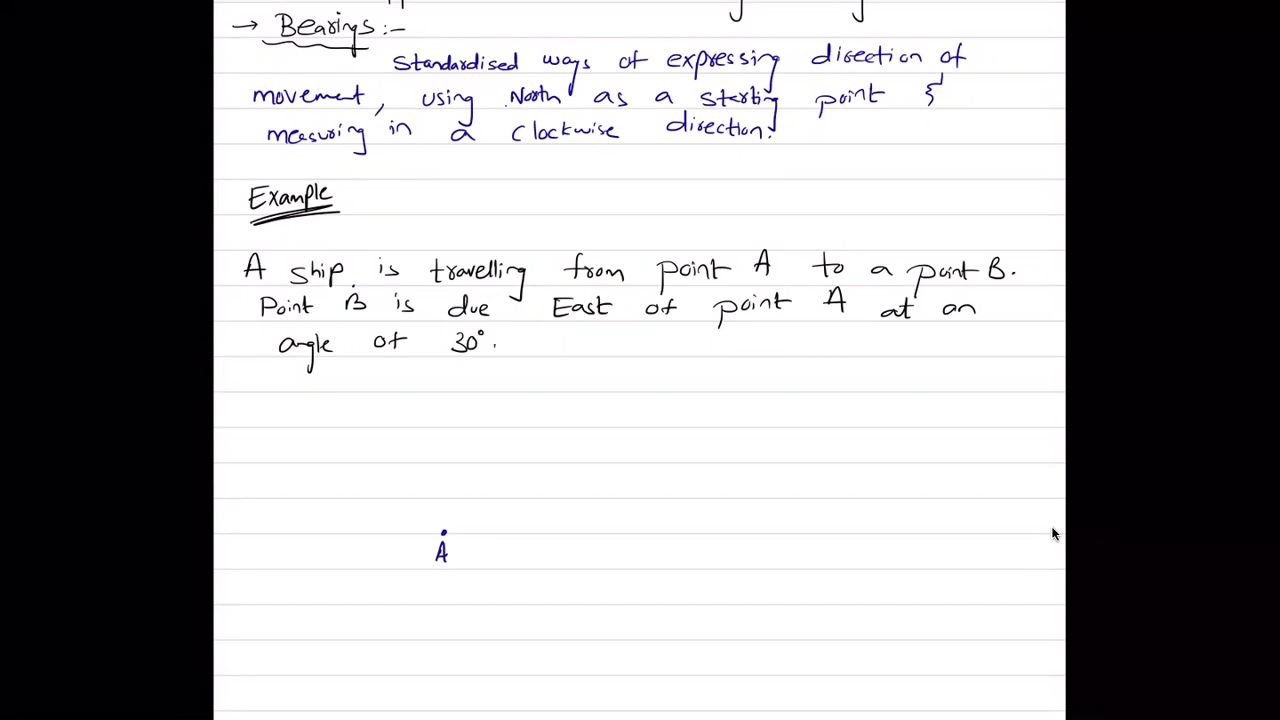 → Bearings :-
Standardised ways of expressing direction of
movement, using North as a starting point &
measuring in a clockwise direction.
Example
A ship is travelling from point A to a point B.
Point B is due East of point A at an
angle of 30°.
A